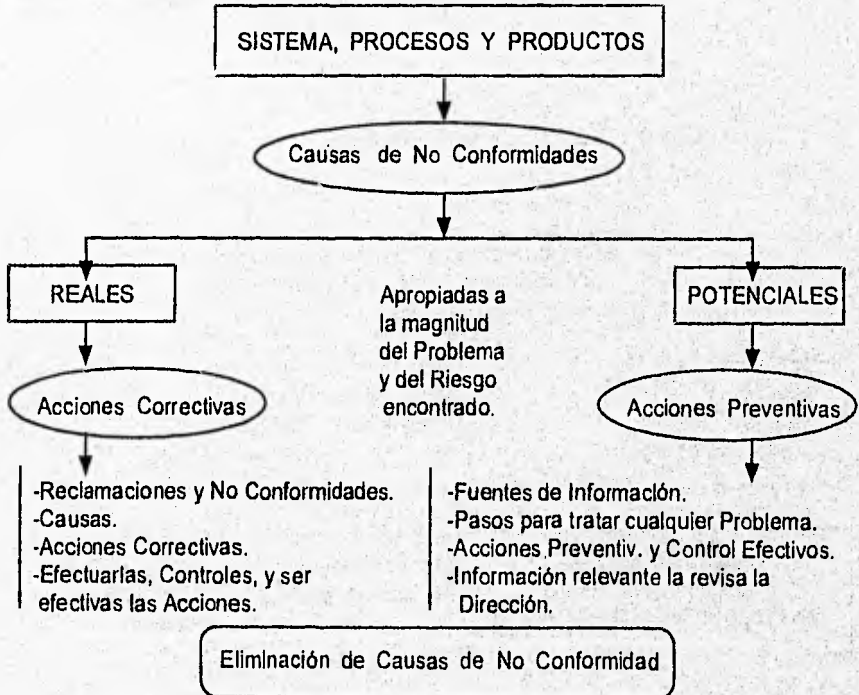 SISTEMA, PROCESOS Y PRODUCTOS
Causas de No Conformidades
REALES
Apropiadas a
la magnitud
del Problema
y del Riesgo
encontrado.
POTENCIALES
Acciones Correctivas
Acciones Preventivas
-Reclamaciones y No Conformidades.
-Causas.
-Acciones Correctivas.
-Efectuarlas, Controles, y ser
efectivas las Acciones.
-Fuentes de Información.
-Pasos para tratar cualquier Problema.
-Acciones Preventiv. y Control Efectivos.
-Información relevante la revisa la
Dirección.
Eliminación de Causas de No Conformidad